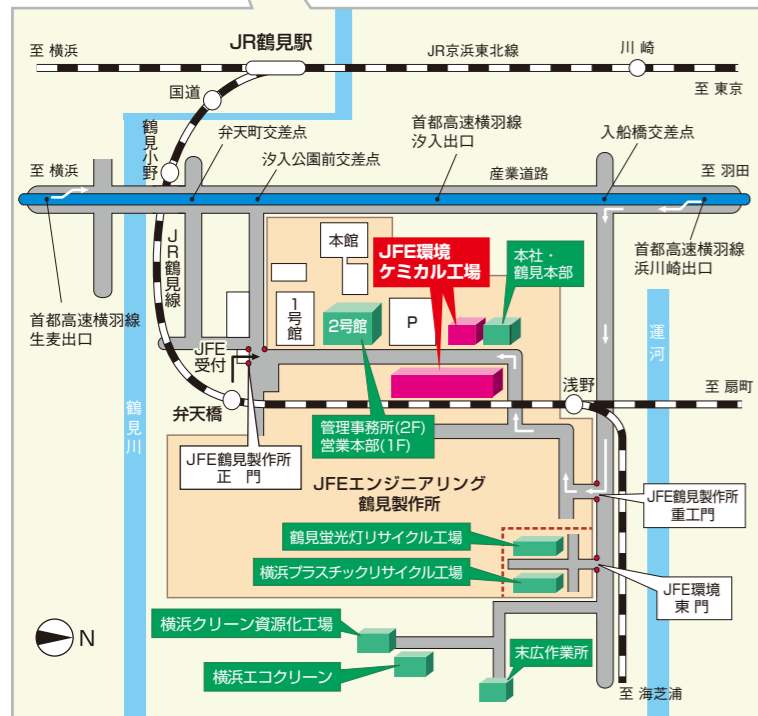 JR鶴見駅
至 横浜
JR京浜東北線
川 崎
至 東京
国道
鶴見小野
弁天町交差点
汐入公園前交差点
首都高速横羽線
汐入出口
入船橋交差点
至 横浜
産業道路
至 羽田
JR鶴見線
本館
JFE環境
ケミカル工場
本社・
鶴見本部
首都高速横羽線
浜川崎出口
首都高速横羽線
生麦出口
1号館
2号館
P
運河
JFE
受付
鶴見川
弁天橋
浅野
至 扇町
管理事務所(2F)
営業本部(1F)
JFE鶴見製作所
正 門
JFEエンジニアリング
鶴見製作所
JFE鶴見製作所
重工門
鶴見蛍光灯リサイクル工場
横浜プラスチックリサイクル工場
JFE環境
東 門
N
横浜クリーン資源化工場
横浜エコクリーン
末広作業所
至 海芝浦